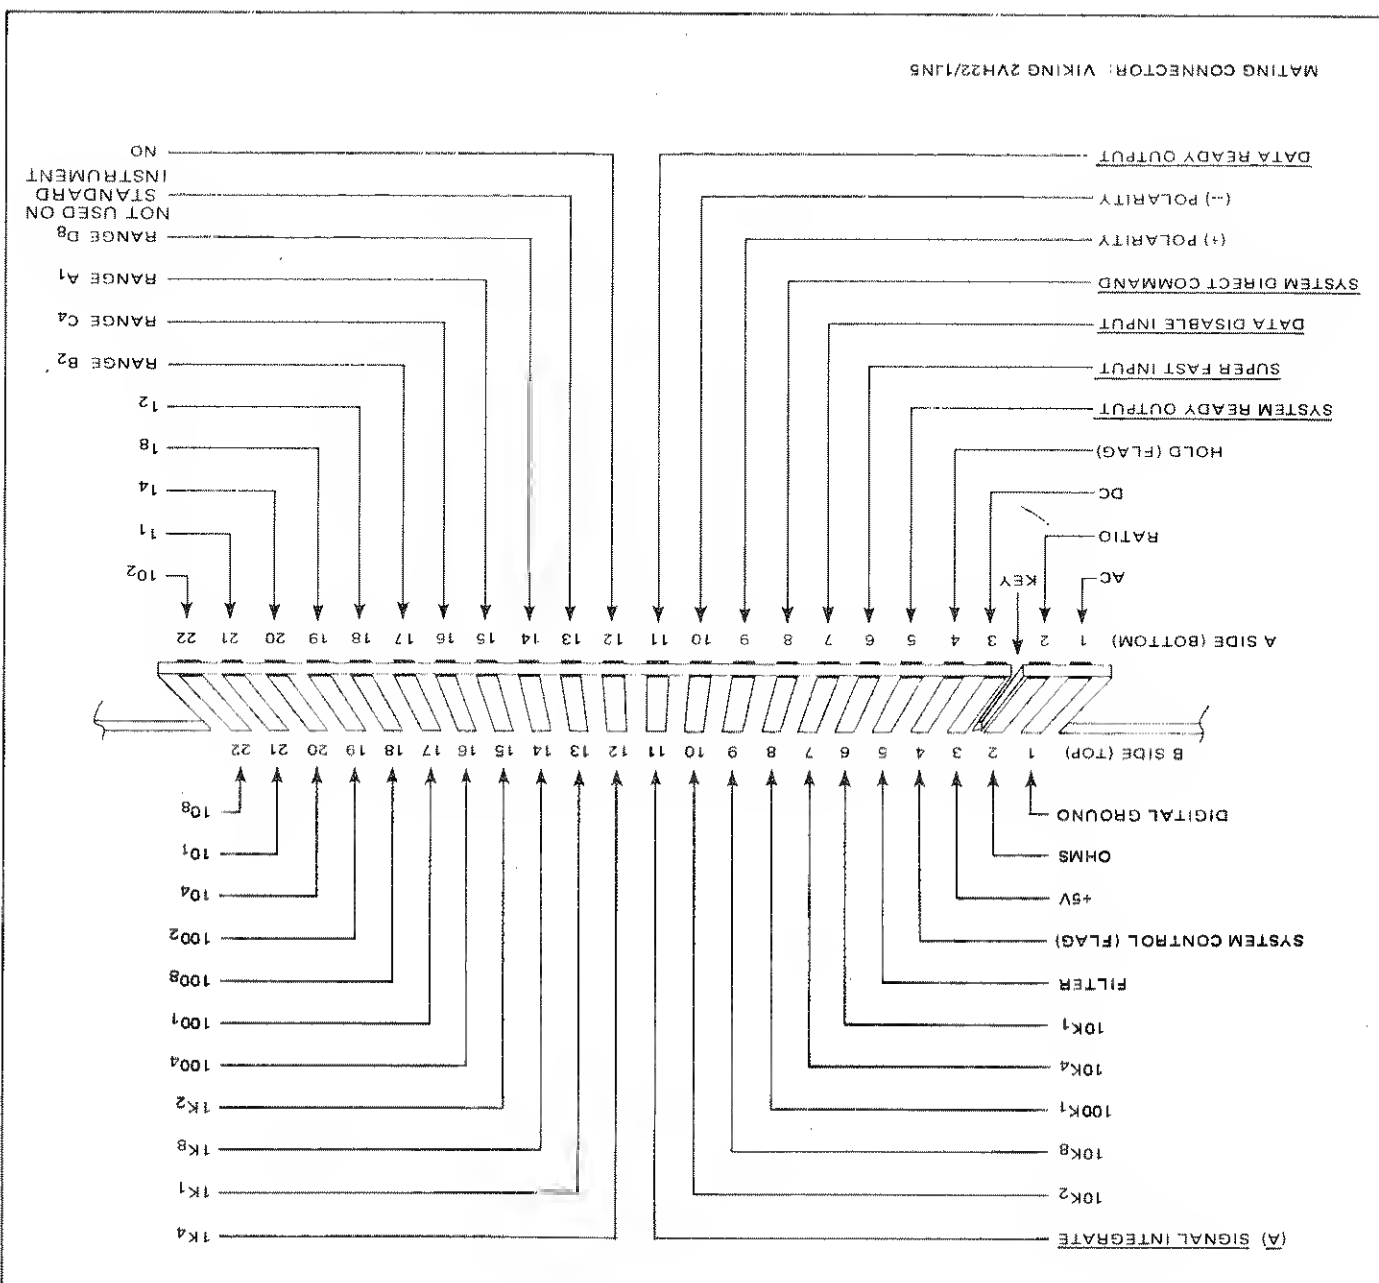 (A) SIGNAL INTEGRATE
1K₄
10K₂
1K₁
10K₈
1K₈
100K₁
1K₂
10K₄
100₄
10K₁
100₁
FILTER
100₈
SYSTEM CONTROL (FLAG)
100₂
+5V
10₄
OHMS
10₁
DIGITAL GROUND
10₈
B SIDE (TOP) 1 2 3 4 5 6 7 8 9 10 11 12 13 14 15 16 17 18 19 20 21 22
A SIDE (BOTTOM) 1 2 3 4 5 6 7 8 9 10 11 12 13 14 15 16 17 18 19 20 21 22
AC
KEY
10₂
RATIO
1₁
DC
1₄
HOLD (FLAG)
1₈
SYSTEM READY OUTPUT
1₂
SUPER FAST INPUT
RANGE B₂
DATA DISABLE INPUT
RANGE C₄
SYSTEM DIRECT COMMAND
RANGE A₁
(+) POLARITY
RANGE D₈
(−) POLARITY
NOT USED ON
STANDARD
INSTRUMENT
DATA READY OUTPUT
NO
MATING CONNECTOR: VIKING 2VH22/1JN5